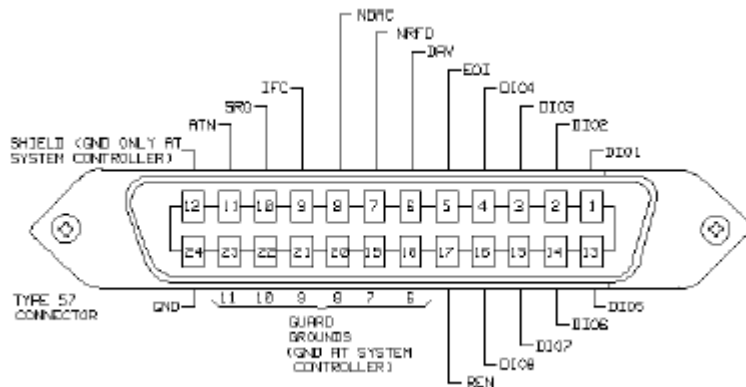 NDAC
NRFD
DAV
IFC
EOI
SRQ
DIO4
ATN
DIO3
DIO2
SHIELD (GND ONLY AT
SYSTEM CONTROLLER)
DIO1
12 11 10 9 8 7 6 5 4 3 2 1
24 23 22 21 20 19 18 17 16 15 14 13
TYPE 57
CONNECTOR
GND
11 10 9 8 7 6
DIO5
GUARD
GROUNDS
(GND AT SYSTEM
CONTROLLER)
DIO6
DIO7
DIO8
REN